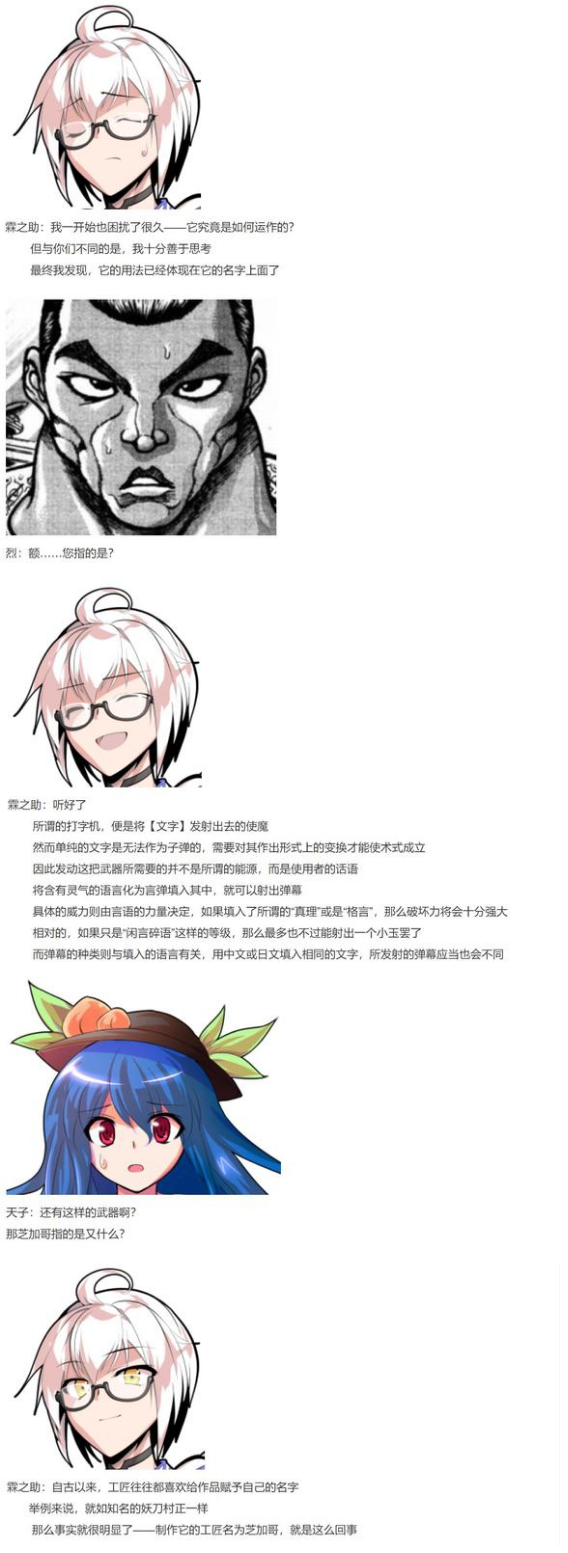 霖之助：我一开始也困扰了很久——它究竟是如何运作的？
但与你们不同的是，我十分善于思考
最终我发现，它的用法已经体现在它的名字上面了
烈：额……您指的是？
霖之助：听好了
所谓的打字机，便是将【文字】发射出去的使魔
然而单纯的文字是无法作为子弹的，需要对其作出形式上的变换才能使术式成立
因此发动这把武器所需要的并不是所谓的能源，而是使用者的话语
将含有灵气的语言化为言弹填入其中，就可以射出弹幕
具体的威力则由言语的力量决定，如果填入了所谓的“真理”或是“格言”，那么破坏力将会十分强大
相对的，如果只是“闲言碎语”这样的等级，那么最多也不过能射出一个小玉罢了
而弹幕的种类则与填入的语言有关，用中文或日文填入相同的文字，所发射的弹幕应当也会不同
天子：还有这样的武器啊？
那芝加哥指的是又什么？
霖之助：自古以来，工匠往往都喜欢给作品赋予自己的名字
举例来说，就如知名的妖刀村正一样
那么事实就很明显了——制作它的工匠名为芝加哥，就是这么回事